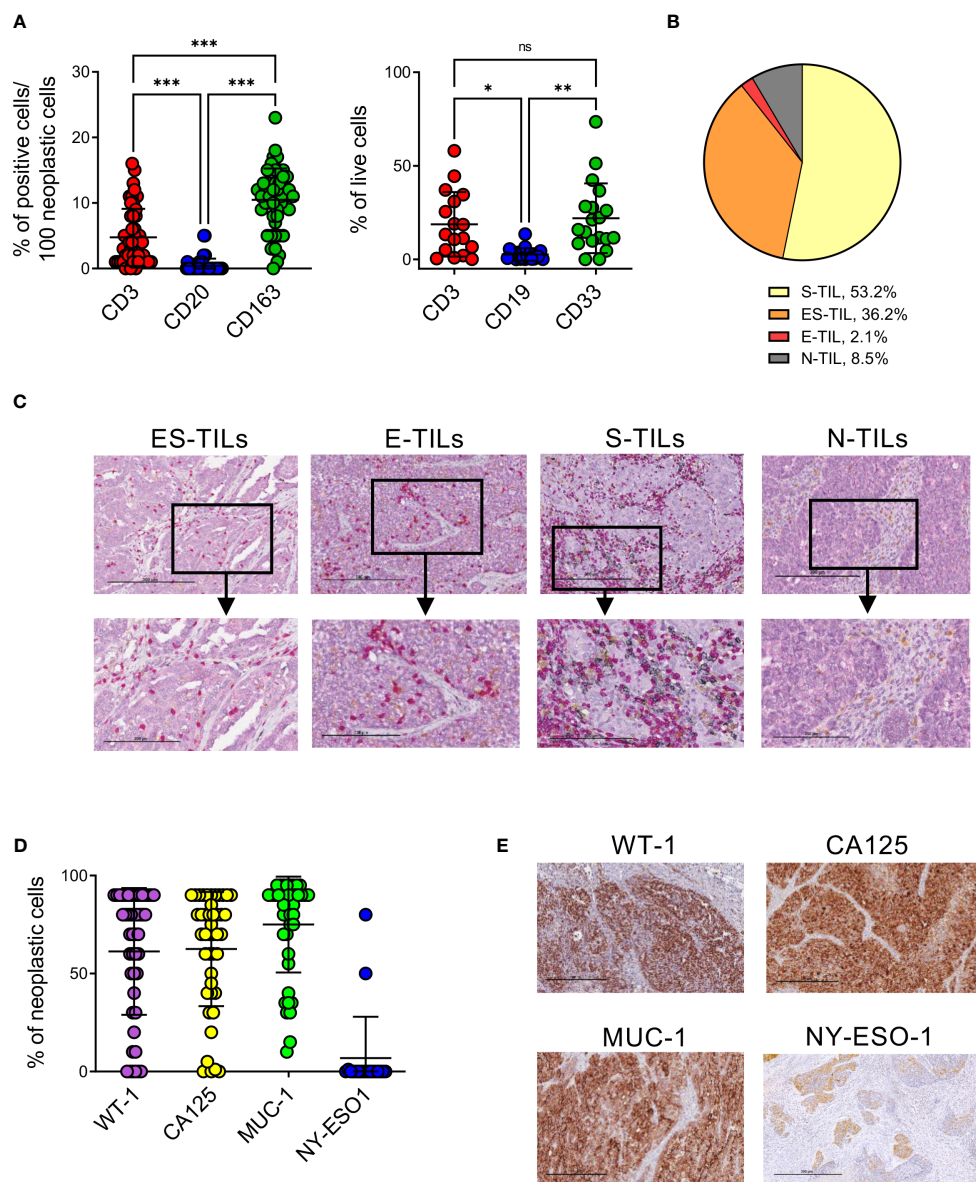 A
% of positive cells/
100 neoplastic cells
30
20
10
0
***
***
***
CD3
CD20
CD163
% of live cells
100
50
0
ns
*
**
CD3
CD19
CD33
B
S-TIL, 53.2%
ES-TIL, 36.2%
E-TIL, 2.1%
N-TIL, 8.5%
C
ES-TILs
E-TILs
S-TILs
N-TILs
D
% of neoplastic cells
100
50
0
WT-1
CA125
MUC-1
NY-ESO1
E
WT-1
CA125
MUC-1
NY-ESO-1